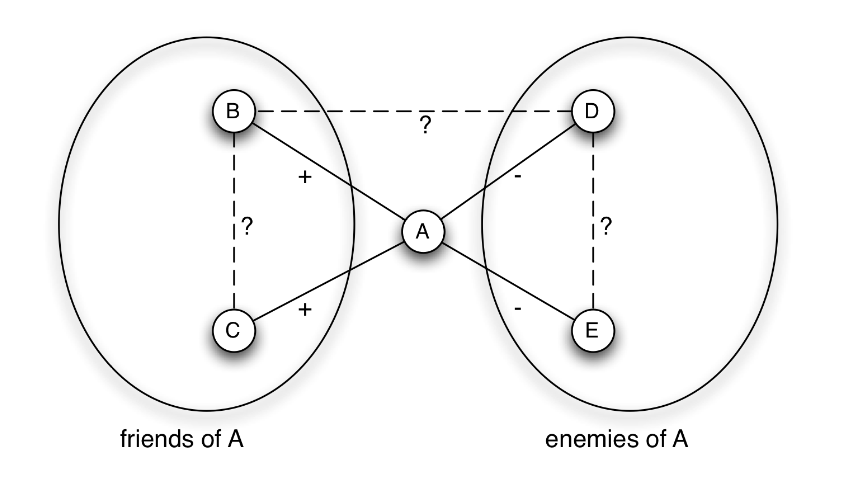 B
D
?
+
-
?
A
?
+
-
C
E
friends of A
enemies of A